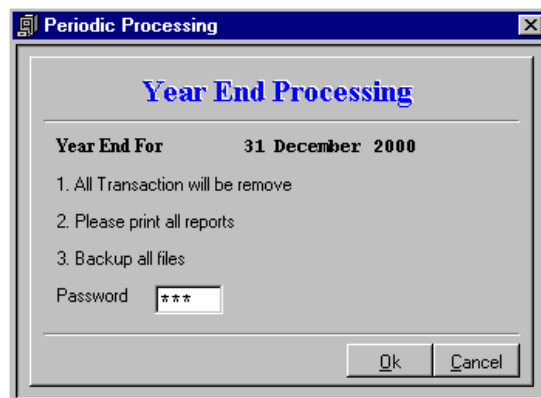 Periodic Processing
Year End Processing
Year End For 31 December 2000
1. All Transaction will be remove
2. Please print all reports
3. Backup all files
Password ***
Ok Cancel